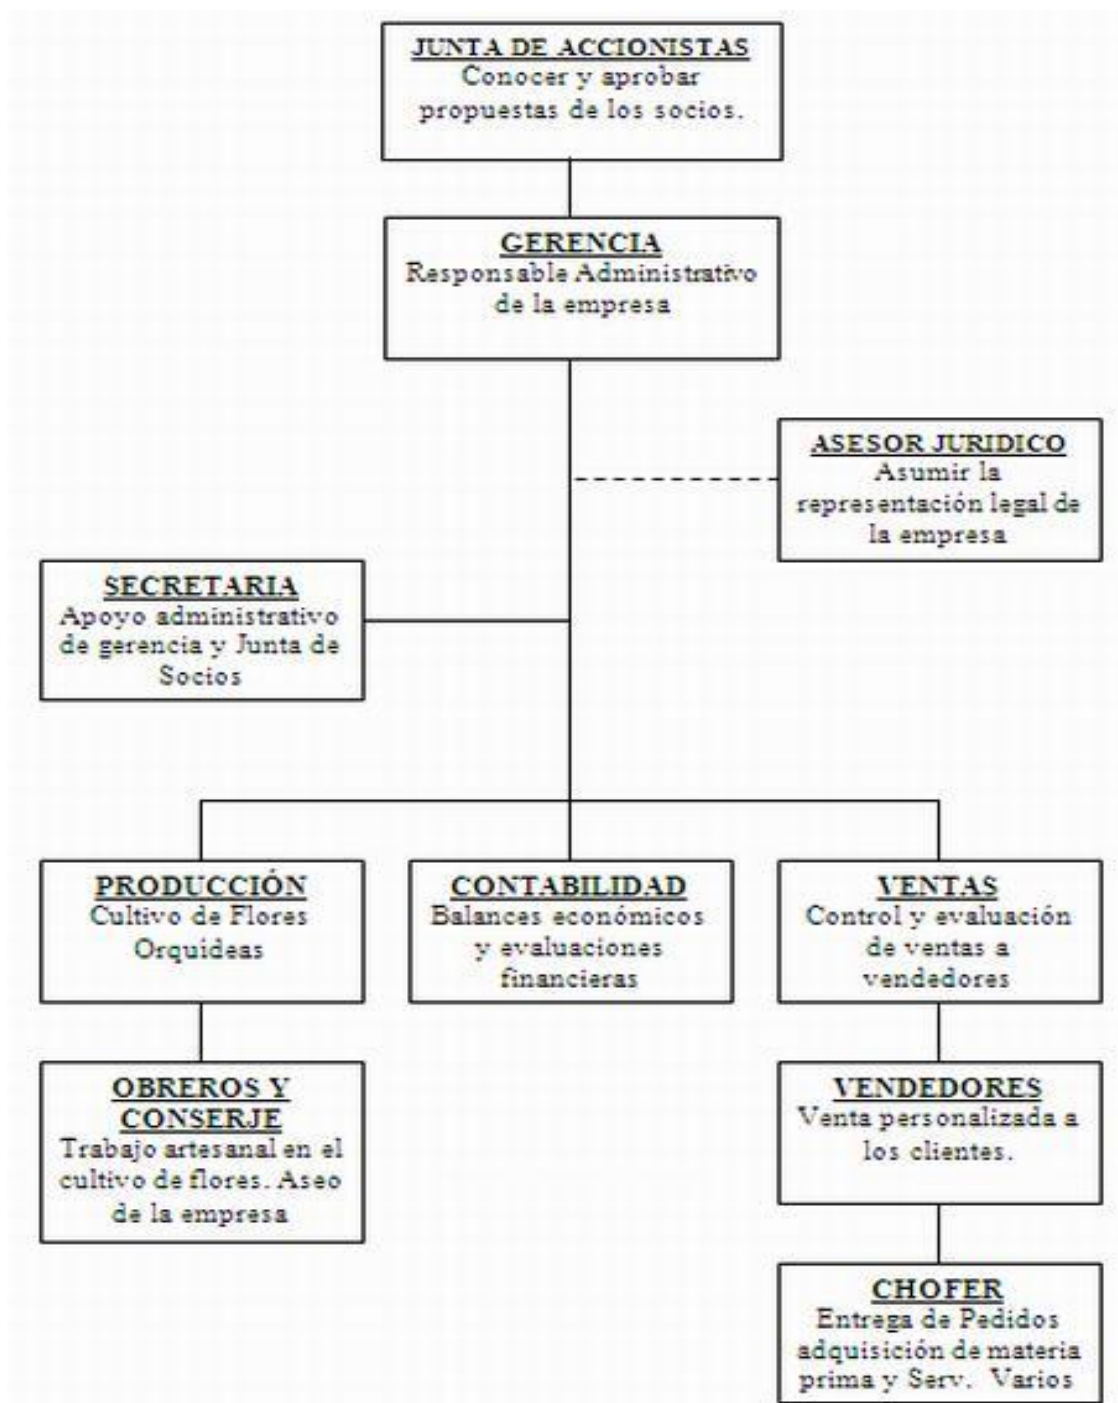 JUNTA DE ACCIONISTAS
Conocer y aprobar
propuestas de los socios.
GERENCIA
Responsable Administrativo
de la empresa
ASESOR JURIDICO
Asumir la
representación legal de
la empresa
SECRETARIA
Apoyo administrativo
de gerencia y Junta de
Socios
PRODUCCIÓN
Cultivo de Flores
Orquideas
CONTABILIDAD
Balances económicos
y evaluaciones
financieras
VENTAS
Control y evaluación
de ventas a
vendedores
OBREROS Y
CONSERJE
Trabajo artesanal en el
cultivo de flores. Aseo
de la empresa
VENDEDORES
Venta personalizada a
los clientes.
CHOFER
Entrega de Pedidos
adquisición de materia
prima y Serv. Varios